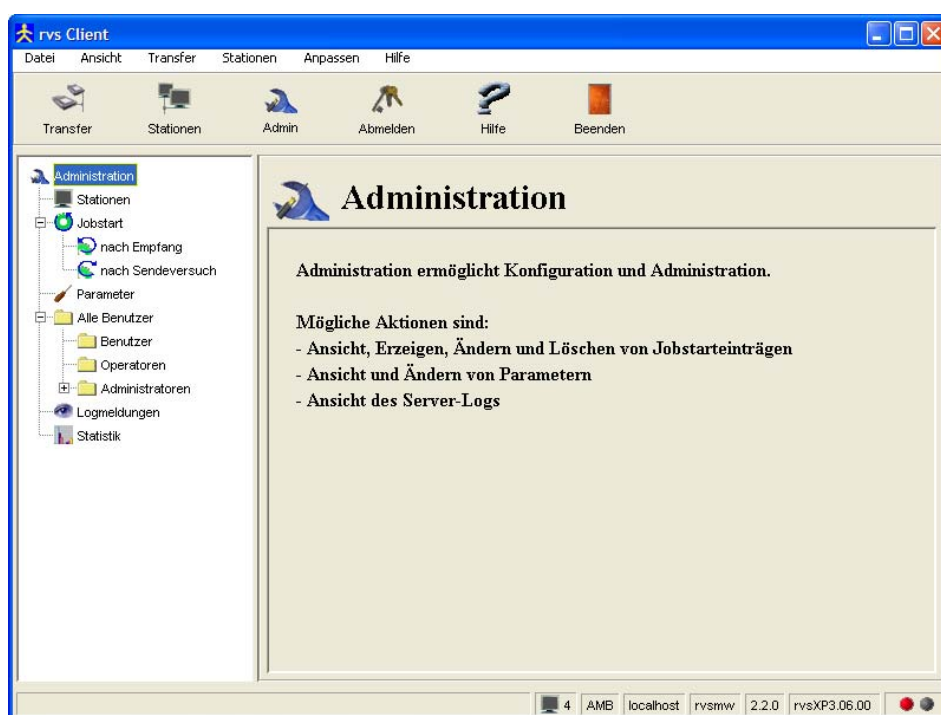 rvs Client
Datei Ansicht Transfer Stationen Anpassen Hilfe
Transfer Stationen Admin Abmelden Hilfe Beenden
Administration
Stationen
Jobstart
nach Empfang
nach Sendeversuch
Parameter
Alle Benutzer
Benutzer
Operatoren
Administratoren
Logmeldungen
Statistik
Administration
Administration ermöglicht Konfiguration und Administration.
Mögliche Aktionen sind:
- Ansicht, Erzeigen, Ändern und Löschen von Jobstarteinträgen
- Ansicht und Ändern von Parametern
- Ansicht des Server-Logs
4 AMB localhost rvsmw 2.2.0 rvsXP3.06.00